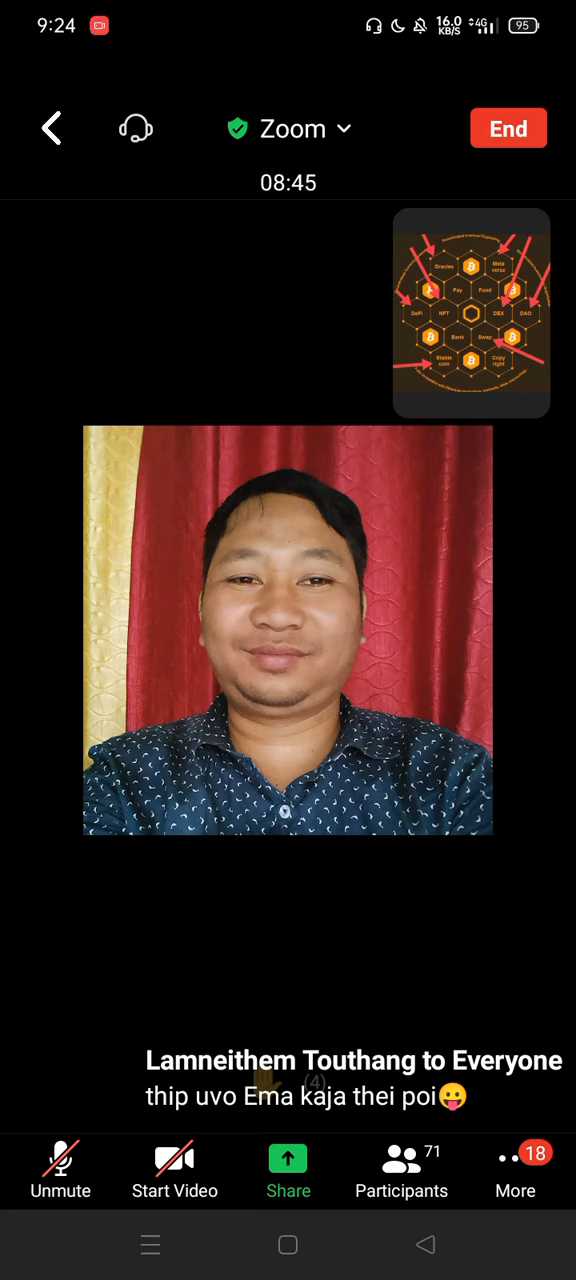 9:24
16.0
KB/S
4G
95
Zoom
End
08:45
Oracles
Meta
verse
Pay
Fund
DeFi
NFT
DEX
DAO
Bank
Swap
Stable
coin
Copy
right
Lamneithem Touthang to Everyone
(4)
thip uvo Ema kaja thei poi😛
71
18
Unmute
Start Video
Share
Participants
More